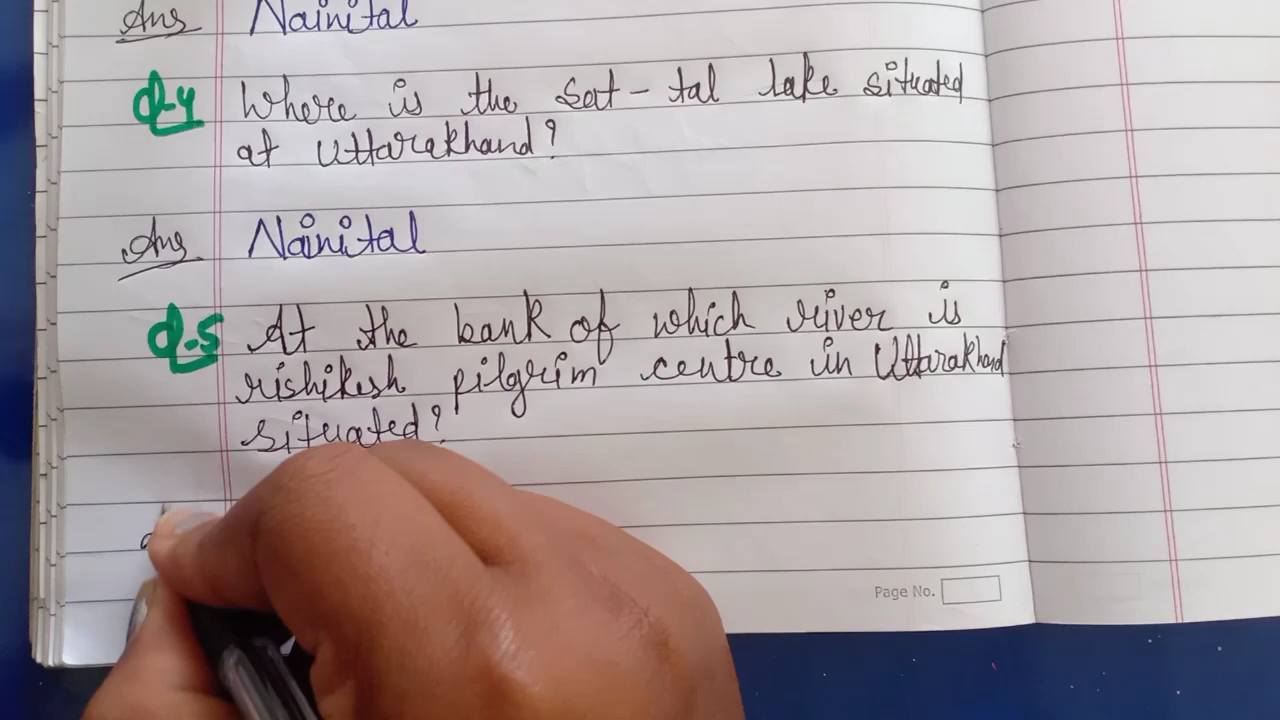 Ans Nainital
Q-4 Where is the Sat-tal lake situated
at Uttarakhand?
Ans Nainital
Q.5 At the bank of which river is
rishikesh pilgrim centre in Uttarakhand
situated?
Page No.